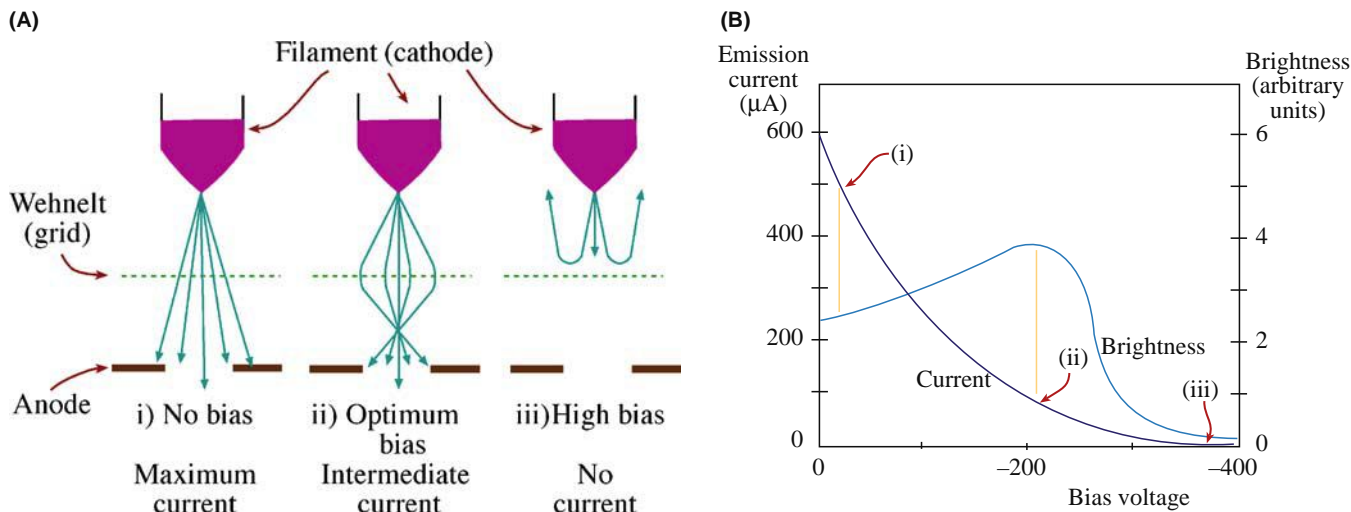 (A)
Filament (cathode)
Wehnelt
(grid)
Anode
i) No bias
Maximum
current
ii) Optimum
bias
Intermediate
current
iii)High bias
No
current
(B)
Emission
current
(μA)
Brightness
(arbitrary
units)
600
400
200
0
6
4
2
0
(i)
(ii)
(iii)
Current
Brightness
0
–200
–400
Bias voltage